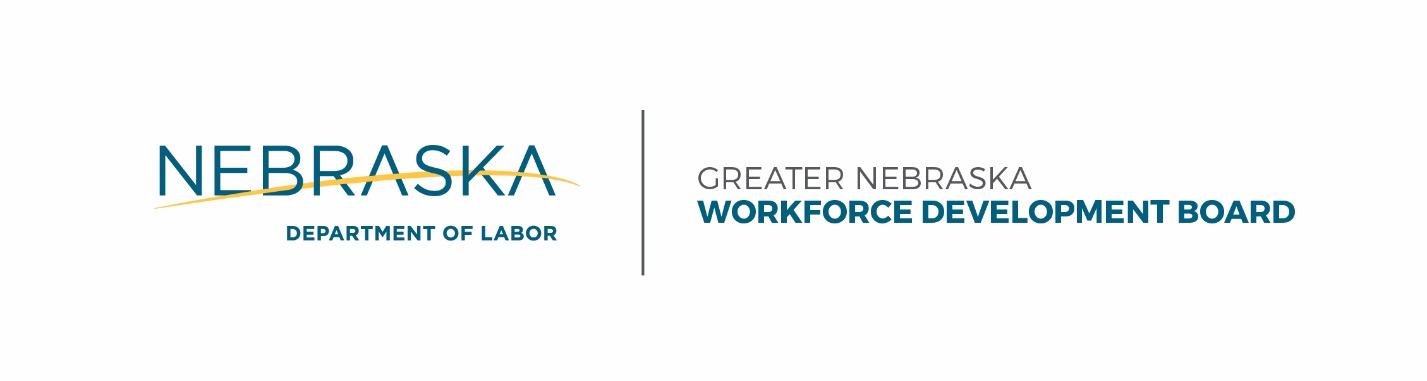 NEBRASKA
DEPARTMENT OF LABOR
GREATER NEBRASKA
WORKFORCE DEVELOPMENT BOARD